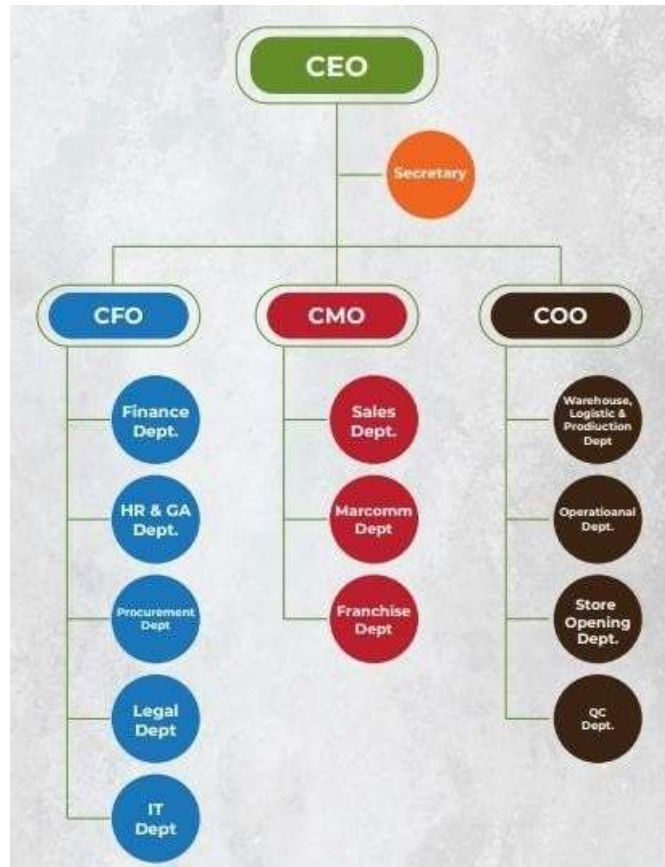 CEO
Secretary
CFO
CMO
COO
Finance
Dept.
HR & GA
Dept.
Procurement
Dept
Legal
Dept
IT
Dept
Sales
Dept.
Marcomm
Dept
Franchise
Dept
Warehouse,
Logistic &
Prodiuction
Dept
Operatioanal
Dept.
Store
Opening
Dept.
QC
Dept.